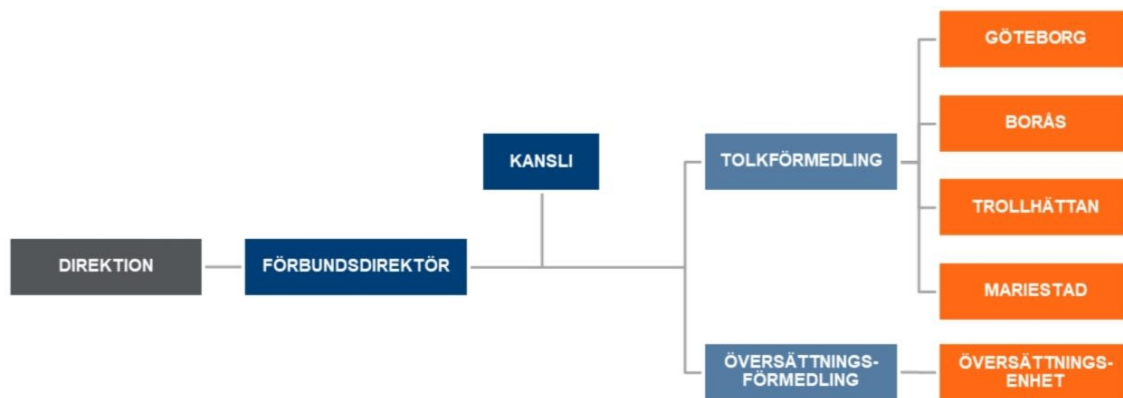 GÖTEBORG
BORÅS
KANSLI
TOLKFÖRMEDLING
TROLLHÄTTAN
DIREKTION
FÖRBUNDSDIREKTÖR
MARIESTAD
ÖVERSÄTTNINGS-
FÖRMEDLING
ÖVERSÄTTNINGS-
ENHET